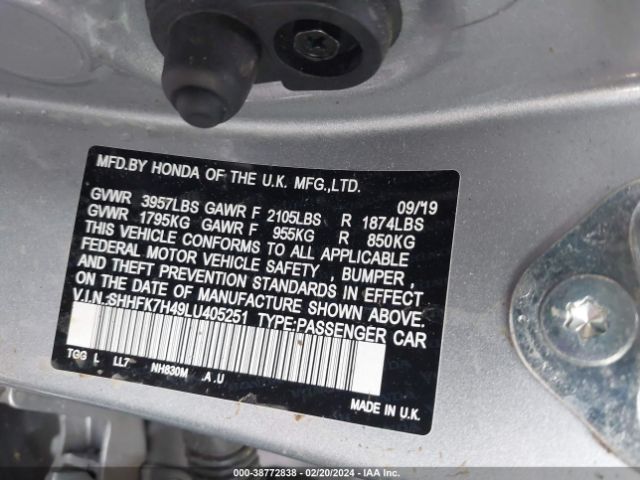 MFD.BY HONDA OF THE U.K. MFG.,LTD.
09/19
GVWR 3957LBS GAWR F 2105LBS R 1874LBS
GVWR 1795KG GAWR F 955KG R 850KG
THIS VEHICLE CONFORMS TO ALL APPLICABLE
FEDERAL MOTOR VEHICLE SAFETY , BUMPER ,
AND THEFT PREVENTION STANDARDS IN EFFECT
ON THE DATE OF MANUFACTURE SHOWN ABOVE.
V.I.N.:SHHFK7H49LU405251 TYPE:PASSENGER CAR
TGG L LL7 NH830M .A .U
MADE IN U.K.
000-38772838 - 02/20/2024 - IAA Inc.